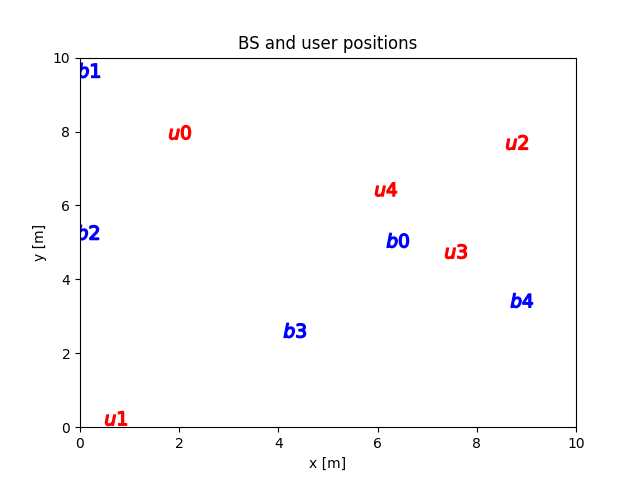 BS and user positions
10
b1
8
u0
u2
6
u4
b2
b0
u3
y [m]
4
b4
b3
2
u1
0
0 2 4 6 8 10
x [m]